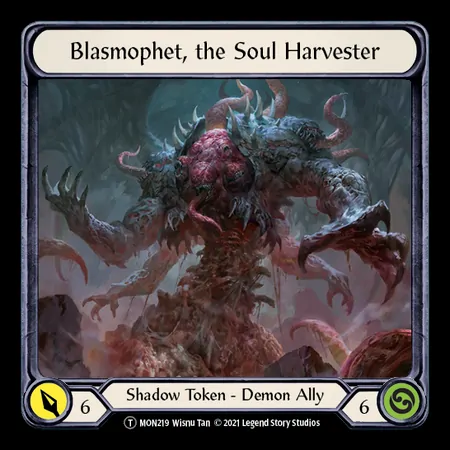 Blasmophet, the Soul Harvester
6 Shadow Token - Demon Ally 6
T MON219 Wisnu Tan © 2021 Legend Story Studios